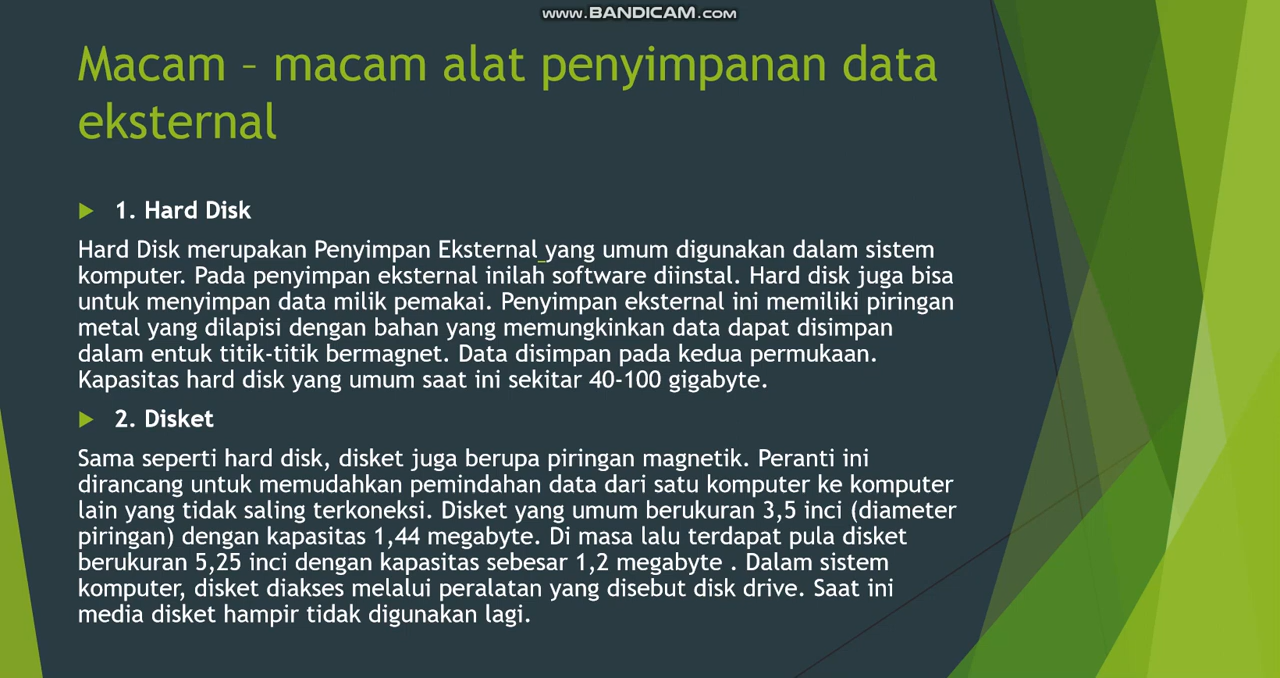 www.BANDICAM.com
Macam – macam alat penyimpanan data
eksternal
1. Hard Disk
Hard Disk merupakan Penyimpan Eksternal yang umum digunakan dalam sistem
komputer. Pada penyimpan eksternal inilah software diinstal. Hard disk juga bisa
untuk menyimpan data milik pemakai. Penyimpan eksternal ini memiliki piringan
metal yang dilapisi dengan bahan yang memungkinkan data dapat disimpan
dalam entuk titik-titik bermagnet. Data disimpan pada kedua permukaan.
Kapasitas hard disk yang umum saat ini sekitar 40-100 gigabyte.
2. Disket
Sama seperti hard disk, disket juga berupa piringan magnetik. Peranti ini
dirancang untuk memudahkan pemindahan data dari satu komputer ke komputer
lain yang tidak saling terkoneksi. Disket yang umum berukuran 3,5 inci (diameter
piringan) dengan kapasitas 1,44 megabyte. Di masa lalu terdapat pula disket
berukuran 5,25 inci dengan kapasitas sebesar 1,2 megabyte . Dalam sistem
komputer, disket diakses melalui peralatan yang disebut disk drive. Saat ini
media disket hampir tidak digunakan lagi.